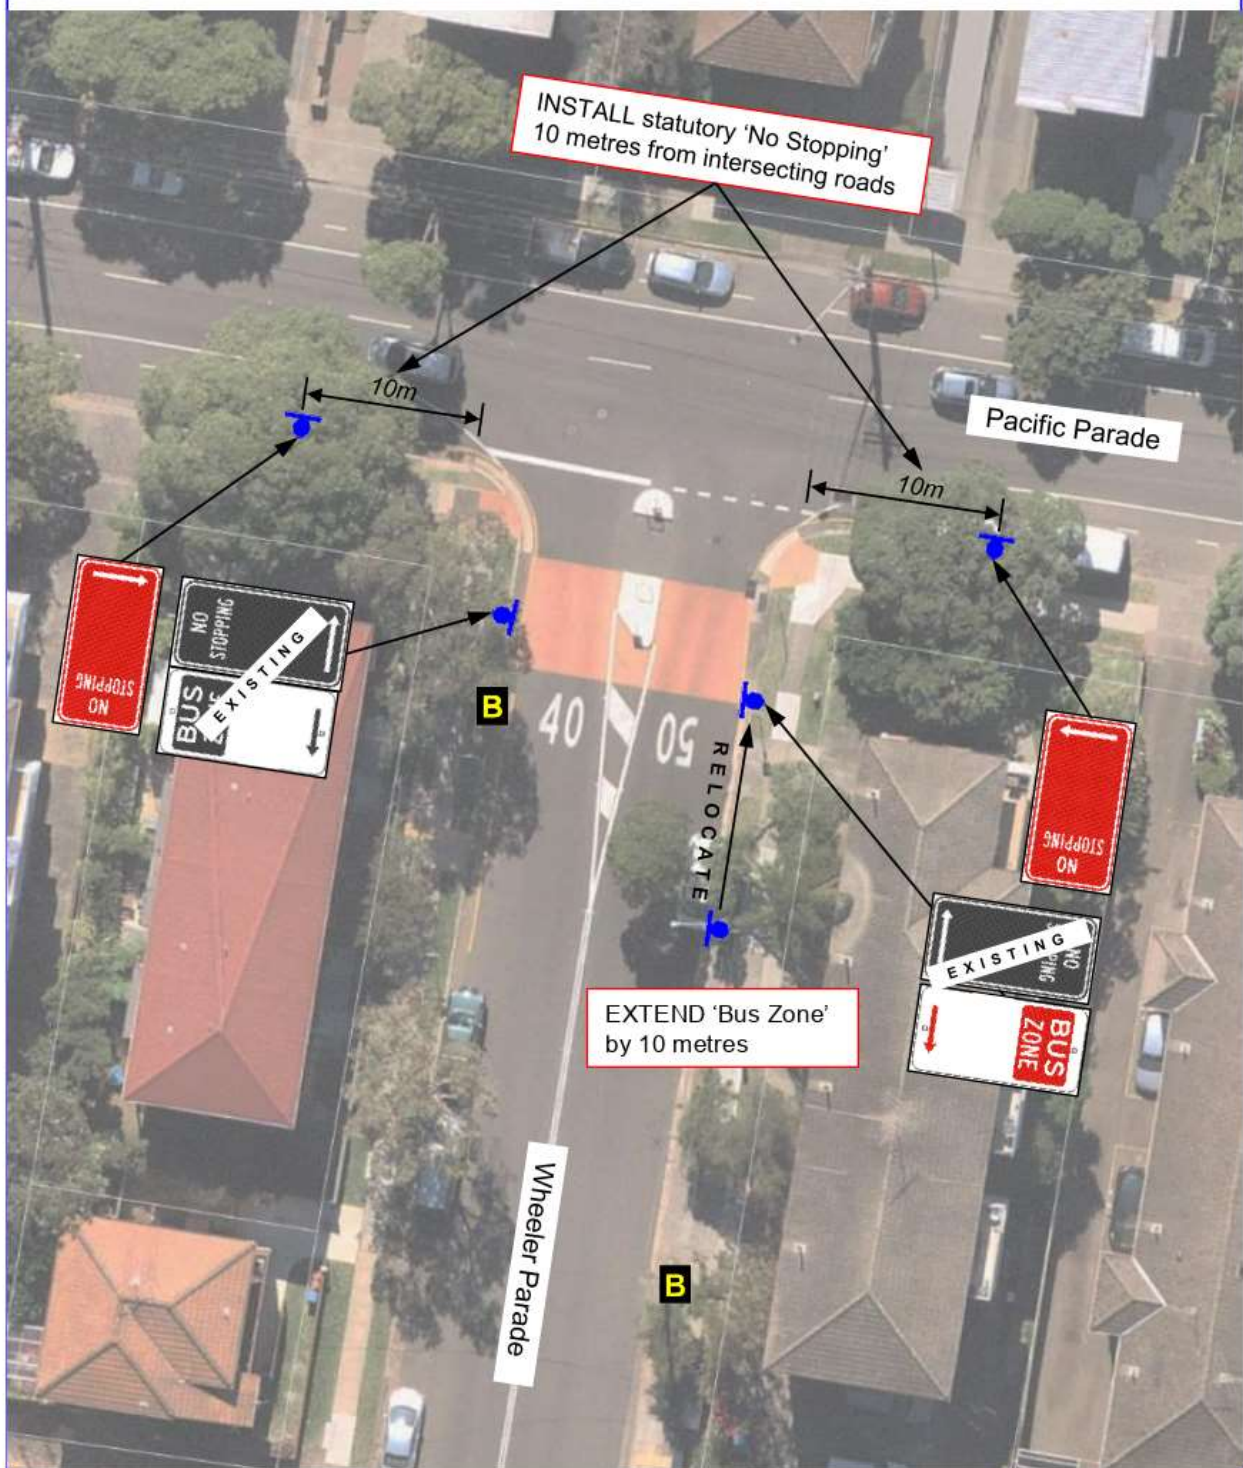 INSTALL statutory ‘No Stopping’
10 metres from intersecting roads
10m
Pacific Parade
10m
NO
STOPPING
NO
STOPPING
EXISTING
BUS
B
40
50
RELOCATE
NO
STOPPING
NO
EXISTING
BUS
ZONE
EXTEND ‘Bus Zone’
by 10 metres
Wheeler Parade
B